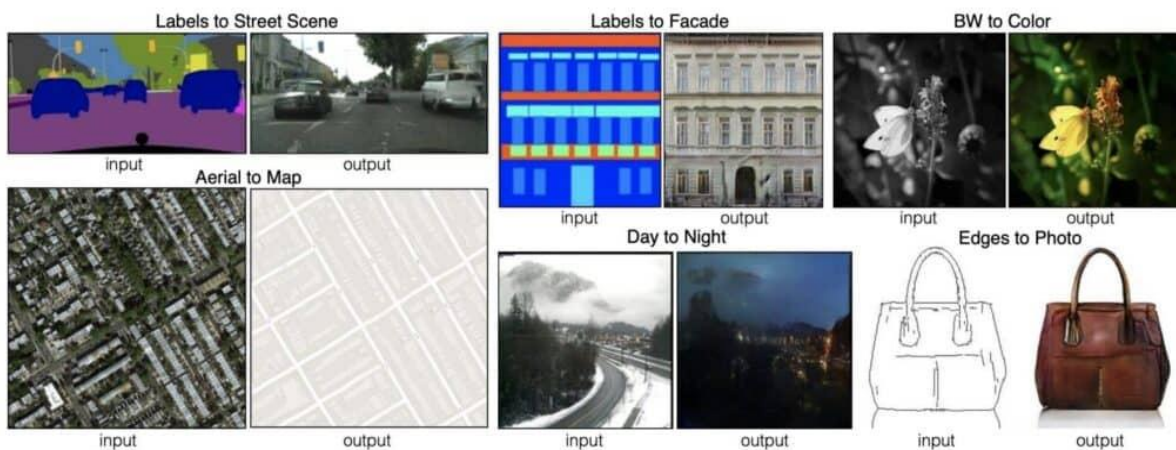 Labels to Street Scene
input
output
Aerial to Map
input
output
Labels to Facade
input
output
BW to Color
input
output
Day to Night
input
output
Edges to Photo
input
output